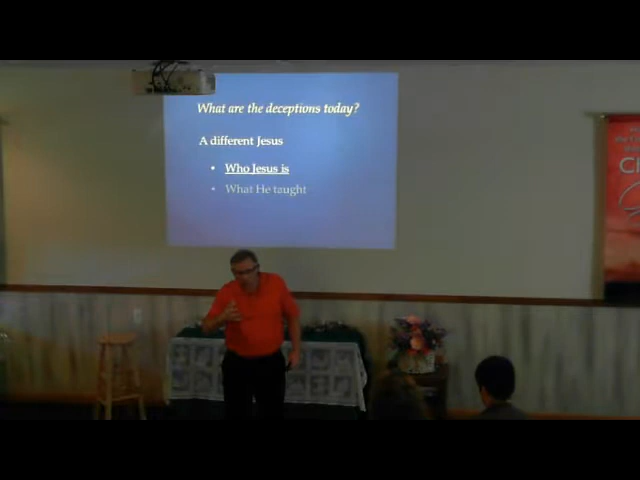 What are the deceptions today?
A different Jesus
• Who Jesus is
• What He taught